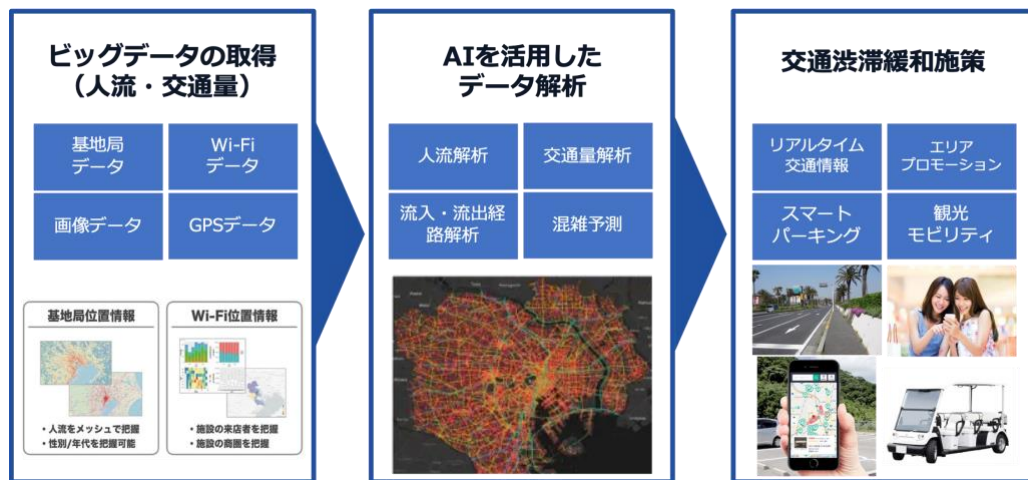 ビッグデータの取得
（人流・交通量）
基地局
データ
Wi-Fi
データ
画像データ
GPSデータ
基地局位置情報
・人流をメッシュで把握
・性別/年代を把握可能
Wi-Fi位置情報
・施設の来店者を把握
・施設の商圏を把握
AIを活用した
データ解析
人流解析
交通量解析
流入・流出経
路解析
混雑予測
交通渋滞緩和施策
リアルタイム
交通情報
エリア
プロモーション
スマート
パーキング
観光
モビリティ